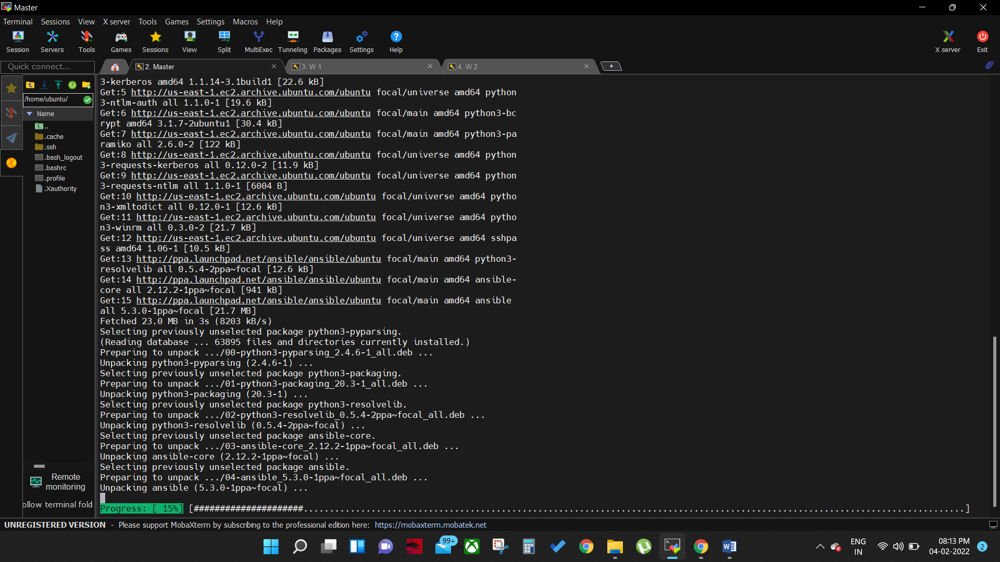 Master
Terminal Sessions View X server Tools Games Settings Macros Help
Session Servers Tools Games Sessions View Split MultiExec Tunneling Packages Settings Help X server Exit
Quick connect... 2. Master 3. W 1 4. W 2
/home/ubuntu/
Name
..
.cache
.ssh
.bash_logout
.bashrc
.profile
.Xauthority
Remote
monitoring
ollow terminal fold
3-kerberos amd64 1.1.14-3.1build1 [22.6 kB]
Get:5 http://us-east-1.ec2.archive.ubuntu.com/ubuntu focal/universe amd64 python
3-ntlm-auth all 1.1.0-1 [19.6 kB]
Get:6 http://us-east-1.ec2.archive.ubuntu.com/ubuntu focal/main amd64 python3-bc
rypt amd64 3.1.7-2ubuntu1 [30.4 kB]
Get:7 http://us-east-1.ec2.archive.ubuntu.com/ubuntu focal/main amd64 python3-pa
ramiko all 2.6.0-2 [122 kB]
Get:8 http://us-east-1.ec2.archive.ubuntu.com/ubuntu focal/universe amd64 python
3-requests-kerberos all 0.12.0-2 [11.9 kB]
Get:9 http://us-east-1.ec2.archive.ubuntu.com/ubuntu focal/universe amd64 python
3-requests-ntlm all 1.1.0-1 [6004 B]
Get:10 http://us-east-1.ec2.archive.ubuntu.com/ubuntu focal/universe amd64 pytho
n3-xmltodict all 0.12.0-1 [12.6 kB]
Get:11 http://us-east-1.ec2.archive.ubuntu.com/ubuntu focal/universe amd64 pytho
n3-winrm all 0.3.0-2 [21.7 kB]
Get:12 http://us-east-1.ec2.archive.ubuntu.com/ubuntu focal/universe amd64 sshpa
ss amd64 1.06-1 [10.5 kB]
Get:13 http://ppa.launchpad.net/ansible/ansible/ubuntu focal/main amd64 python3-
resolvelib all 0.5.4-2ppa~focal [12.6 kB]
Get:14 http://ppa.launchpad.net/ansible/ansible/ubuntu focal/main amd64 ansible-
core all 2.12.2-1ppa~focal [941 kB]
Get:15 http://ppa.launchpad.net/ansible/ansible/ubuntu focal/main amd64 ansible
all 5.3.0-1ppa~focal [21.7 MB]
Fetched 23.0 MB in 3s (8203 kB/s)
Selecting previously unselected package python3-pyparsing.
(Reading database ... 63895 files and directories currently installed.)
Preparing to unpack .../00-python3-pyparsing_2.4.6-1_all.deb ...
Unpacking python3-pyparsing (2.4.6-1) ...
Selecting previously unselected package python3-packaging.
Preparing to unpack .../01-python3-packaging_20.3-1_all.deb ...
Unpacking python3-packaging (20.3-1) ...
Selecting previously unselected package python3-resolvelib.
Preparing to unpack .../02-python3-resolvelib_0.5.4-2ppa~focal_all.deb ...
Unpacking python3-resolvelib (0.5.4-2ppa~focal) ...
Selecting previously unselected package ansible-core.
Preparing to unpack .../03-ansible-core_2.12.2-1ppa~focal_all.deb ...
Unpacking ansible-core (2.12.2-1ppa~focal) ...
Selecting previously unselected package ansible.
Preparing to unpack .../04-ansible_5.3.0-1ppa~focal_all.deb ...
Unpacking ansible (5.3.0-1ppa~focal) ...
Progress: [ 15%] [#####################...............................................................................................................................]
UNREGISTERED VERSION - Please support MobaXterm by subscribing to the professional edition here: https://mobaxterm.mobatek.net
99+
ENG
IN
08:13 PM
04-02-2022
2